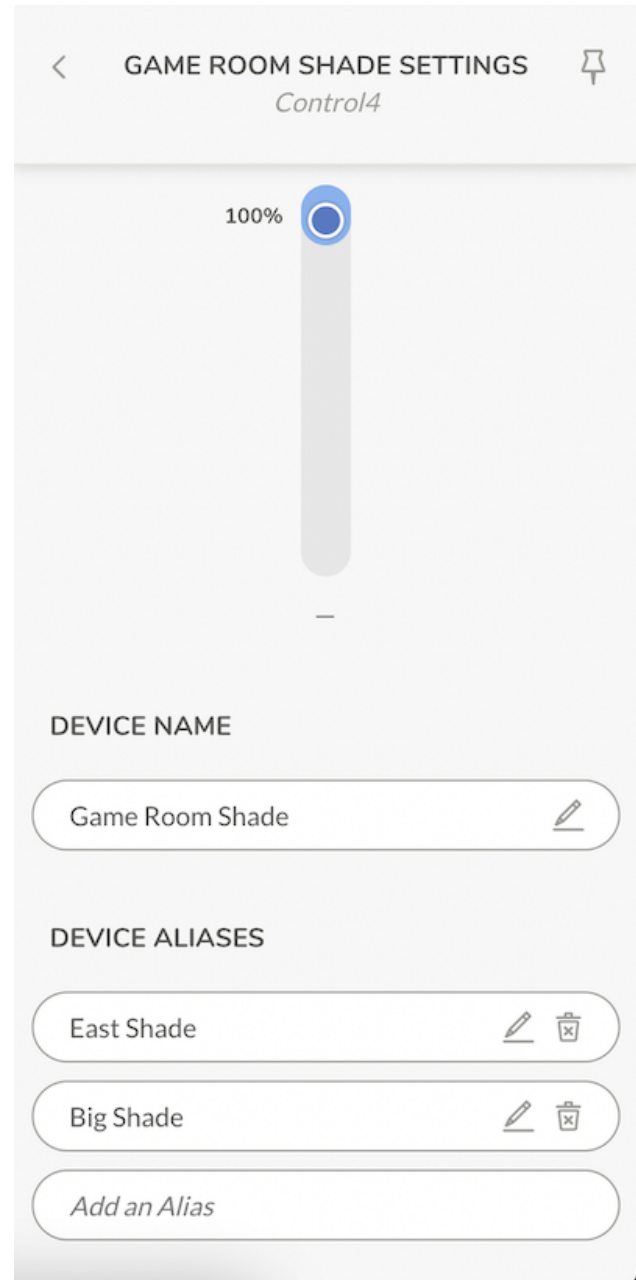 GAME ROOM SHADE SETTINGS
Control4
100%
DEVICE NAME
Game Room Shade
DEVICE ALIASES
East Shade
Big Shade
Add an Alias